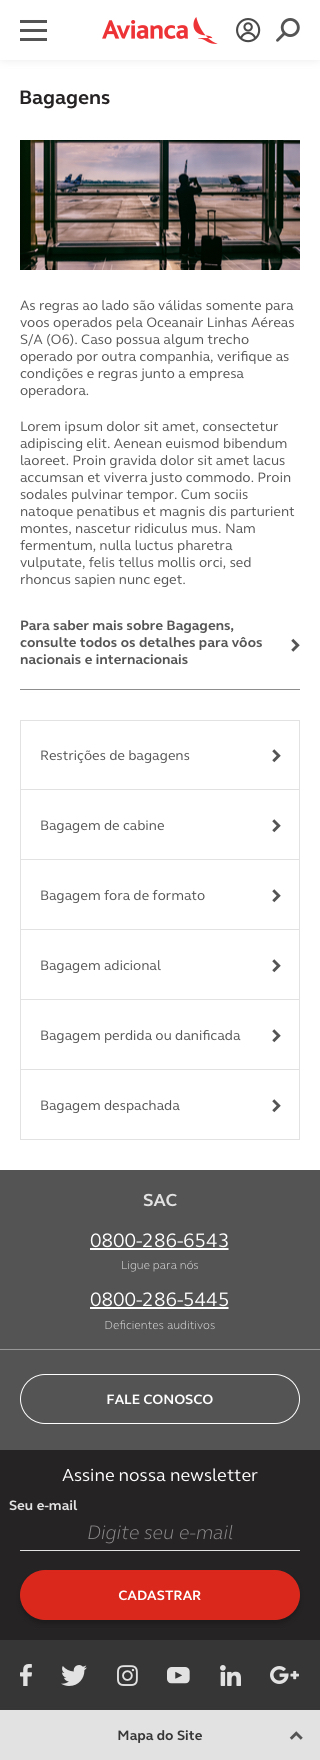 Avianca
Bagagens
As regras ao lado são válidas somente para
voos operados pela Oceanair Linhas Aéreas
S/A (O6). Caso possua algum trecho
operado por outra companhia, verifique as
condições e regras junto a empresa
operadora.
Lorem ipsum dolor sit amet, consectetur
adipiscing elit. Aenean euismod bibendum
laoreet. Proin gravida dolor sit amet lacus
accumsan et viverra justo commodo. Proin
sodales pulvinar tempor. Cum sociis
natoque penatibus et magnis dis parturient
montes, nascetur ridiculus mus. Nam
fermentum, nulla luctus pharetra
vulputate, felis tellus mollis orci, sed
rhoncus sapien nunc eget.
Para saber mais sobre Bagagens,
consulte todos os detalhes para vôos
nacionais e internacionais
Restrições de bagagens
Bagagem de cabine
Bagagem fora de formato
Bagagem adicional
Bagagem perdida ou danificada
Bagagem despachada
SAC
0800-286-6543
Ligue para nós
0800-286-5445
Deficientes auditivos
FALE CONOSCO
Assine nossa newsletter
Seu e-mail
Digite seu e-mail
CADASTRAR
Mapa do Site